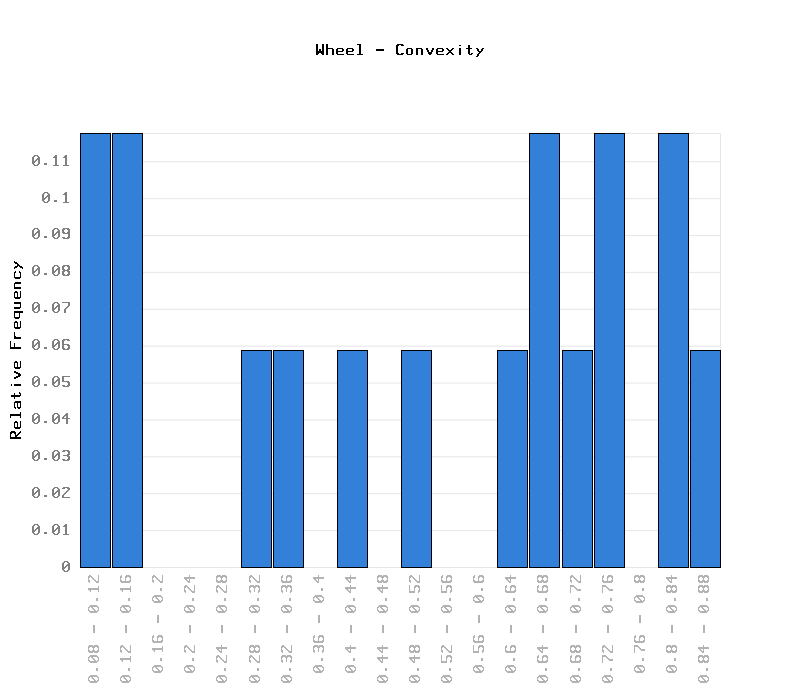 Wheel - Convexity
Relative Frequency
0.11
0.1
0.09
0.08
0.07
0.06
0.05
0.04
0.03
0.02
0.01
0
0.08 - 0.12
0.12 - 0.16
0.16 - 0.2
0.2 - 0.24
0.24 - 0.28
0.28 - 0.32
0.32 - 0.36
0.36 - 0.4
0.4 - 0.44
0.44 - 0.48
0.48 - 0.52
0.52 - 0.56
0.56 - 0.6
0.6 - 0.64
0.64 - 0.68
0.68 - 0.72
0.72 - 0.76
0.76 - 0.8
0.8 - 0.84
0.84 - 0.88